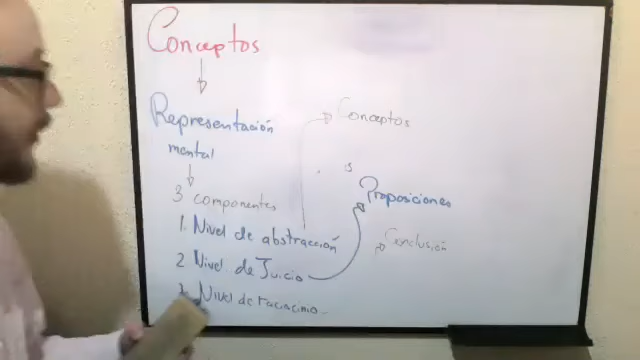 Conceptos
Representación
mental
3 componentes
1. Nivel de abstracción
2 Nivel de Juicio
Nivel de raciocinio
Conceptos
s
Proposiciones
Conclusión